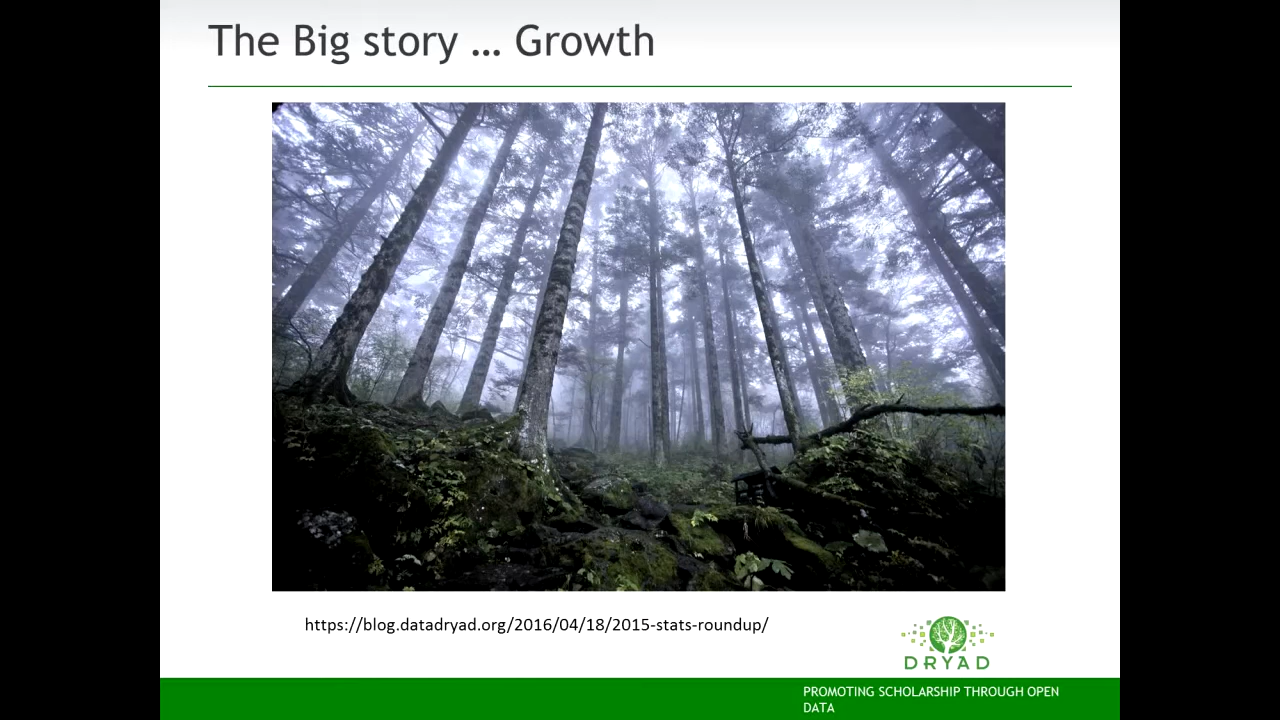 The Big story … Growth
https://blog.datadryad.org/2016/04/18/2015-stats-roundup/
DRYAD
PROMOTING SCHOLARSHIP THROUGH OPEN
DATA